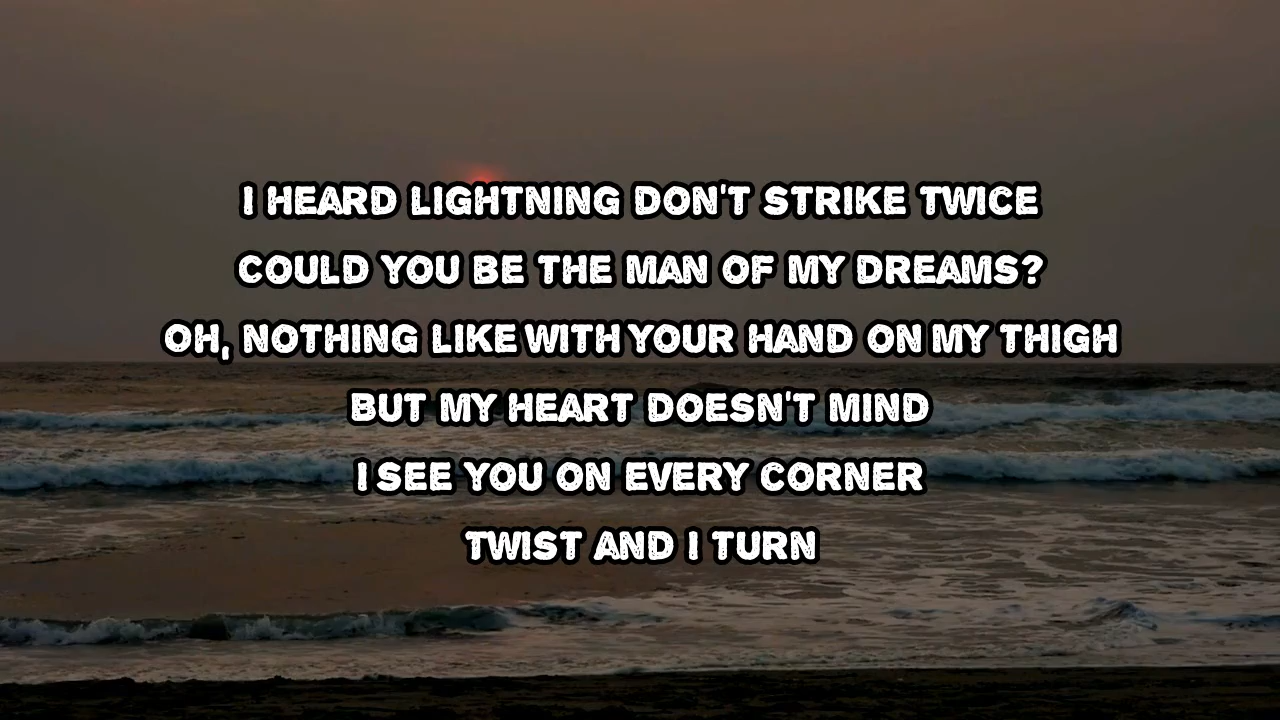 I HEARD LIGHTNING DON'T STRIKE TWICE
COULD YOU BE THE MAN OF MY DREAMS?
OH, NOTHING LIKE WITH YOUR HAND ON MY THIGH
BUT MY HEART DOESN'T MIND
I SEE YOU ON EVERY CORNER
TWIST AND I TURN